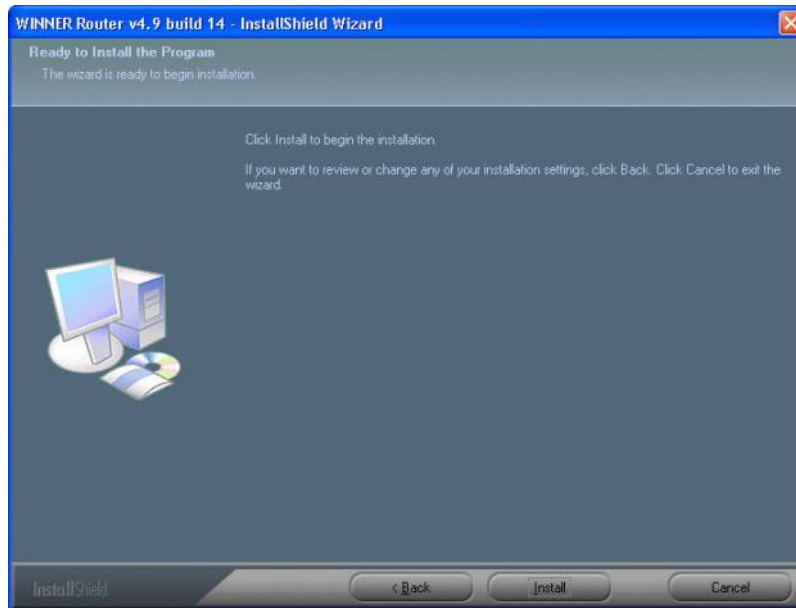 WINNER Router v4.9 build 14 - InstallShield Wizard
Ready to Install the Program
The wizard is ready to begin installation.
Click Install to begin the installation.
If you want to review or change any of your installation settings, click Back. Click Cancel to exit the
wizard.
InstallShield
< Back
Install
Cancel